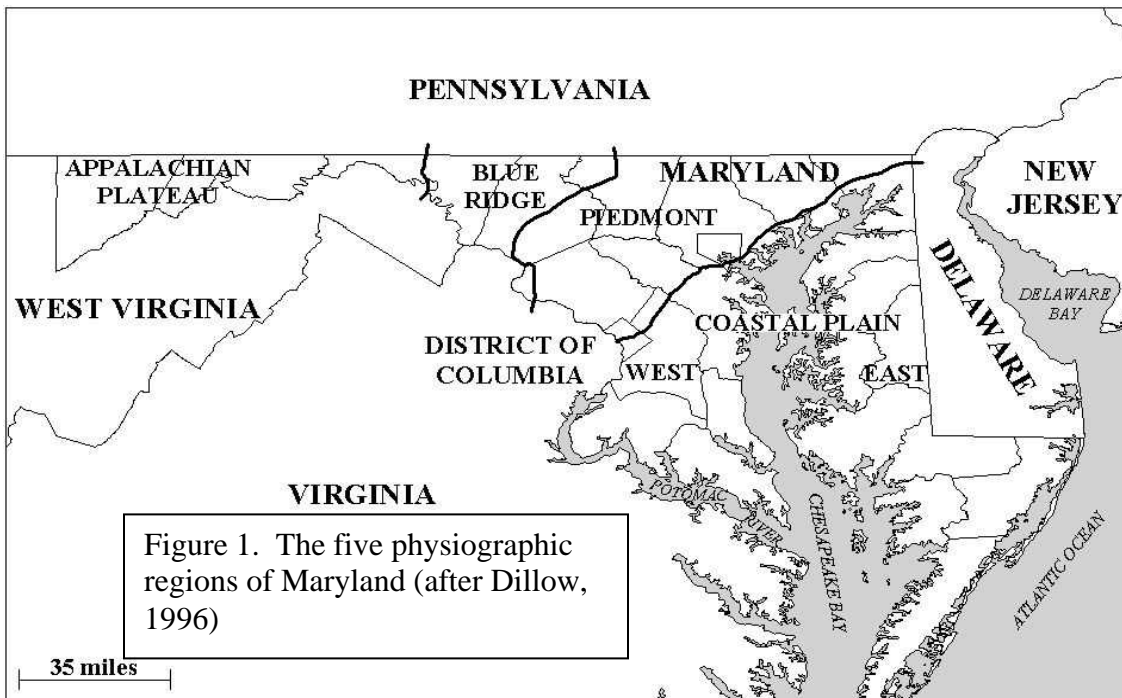 PENNSYLVANIA
APPALACHIAN
PLATEAU
BLUE
RIDGE
MARYLAND
PIEDMONT
NEW
JERSEY
WEST VIRGINIA
DELAWARE
DELAWARE
BAY
COASTAL PLAIN
DISTRICT OF
COLUMBIA
WEST
EAST
VIRGINIA
POTOMAC
RIVER
CHESAPEAKE BAY
ATLANTIC OCEAN
Figure 1. The five physiographic
regions of Maryland (after Dillow,
1996)
35 miles